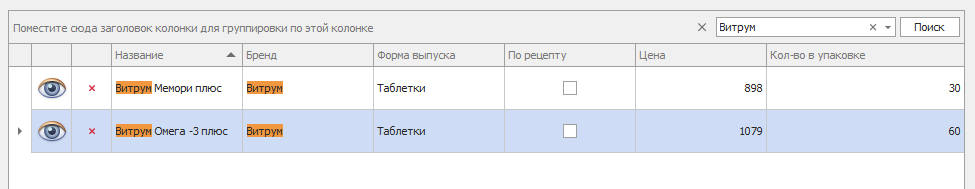 Поместите сюда заголовок колонки для группировки по этой колонке Витрум Поиск
Название Бренд Форма выпуска По рецепту Цена Кол-во в упаковке
Витрум Мемори плюс Витрум Таблетки 898 30
Витрум Омега -3 плюс Витрум Таблетки 1079 60